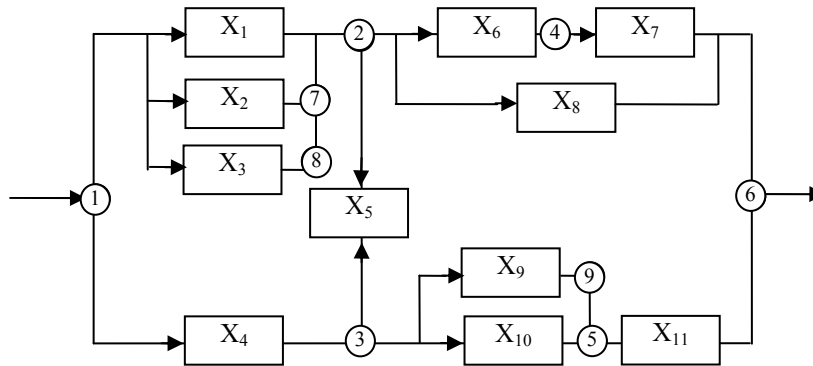 X₁ 2 X₆ 4 X₇
X₂ 7 X₈
X₃ 8
1 X₅ 6
X₉ 9
X₄ 3 X₁₀ 5 X₁₁